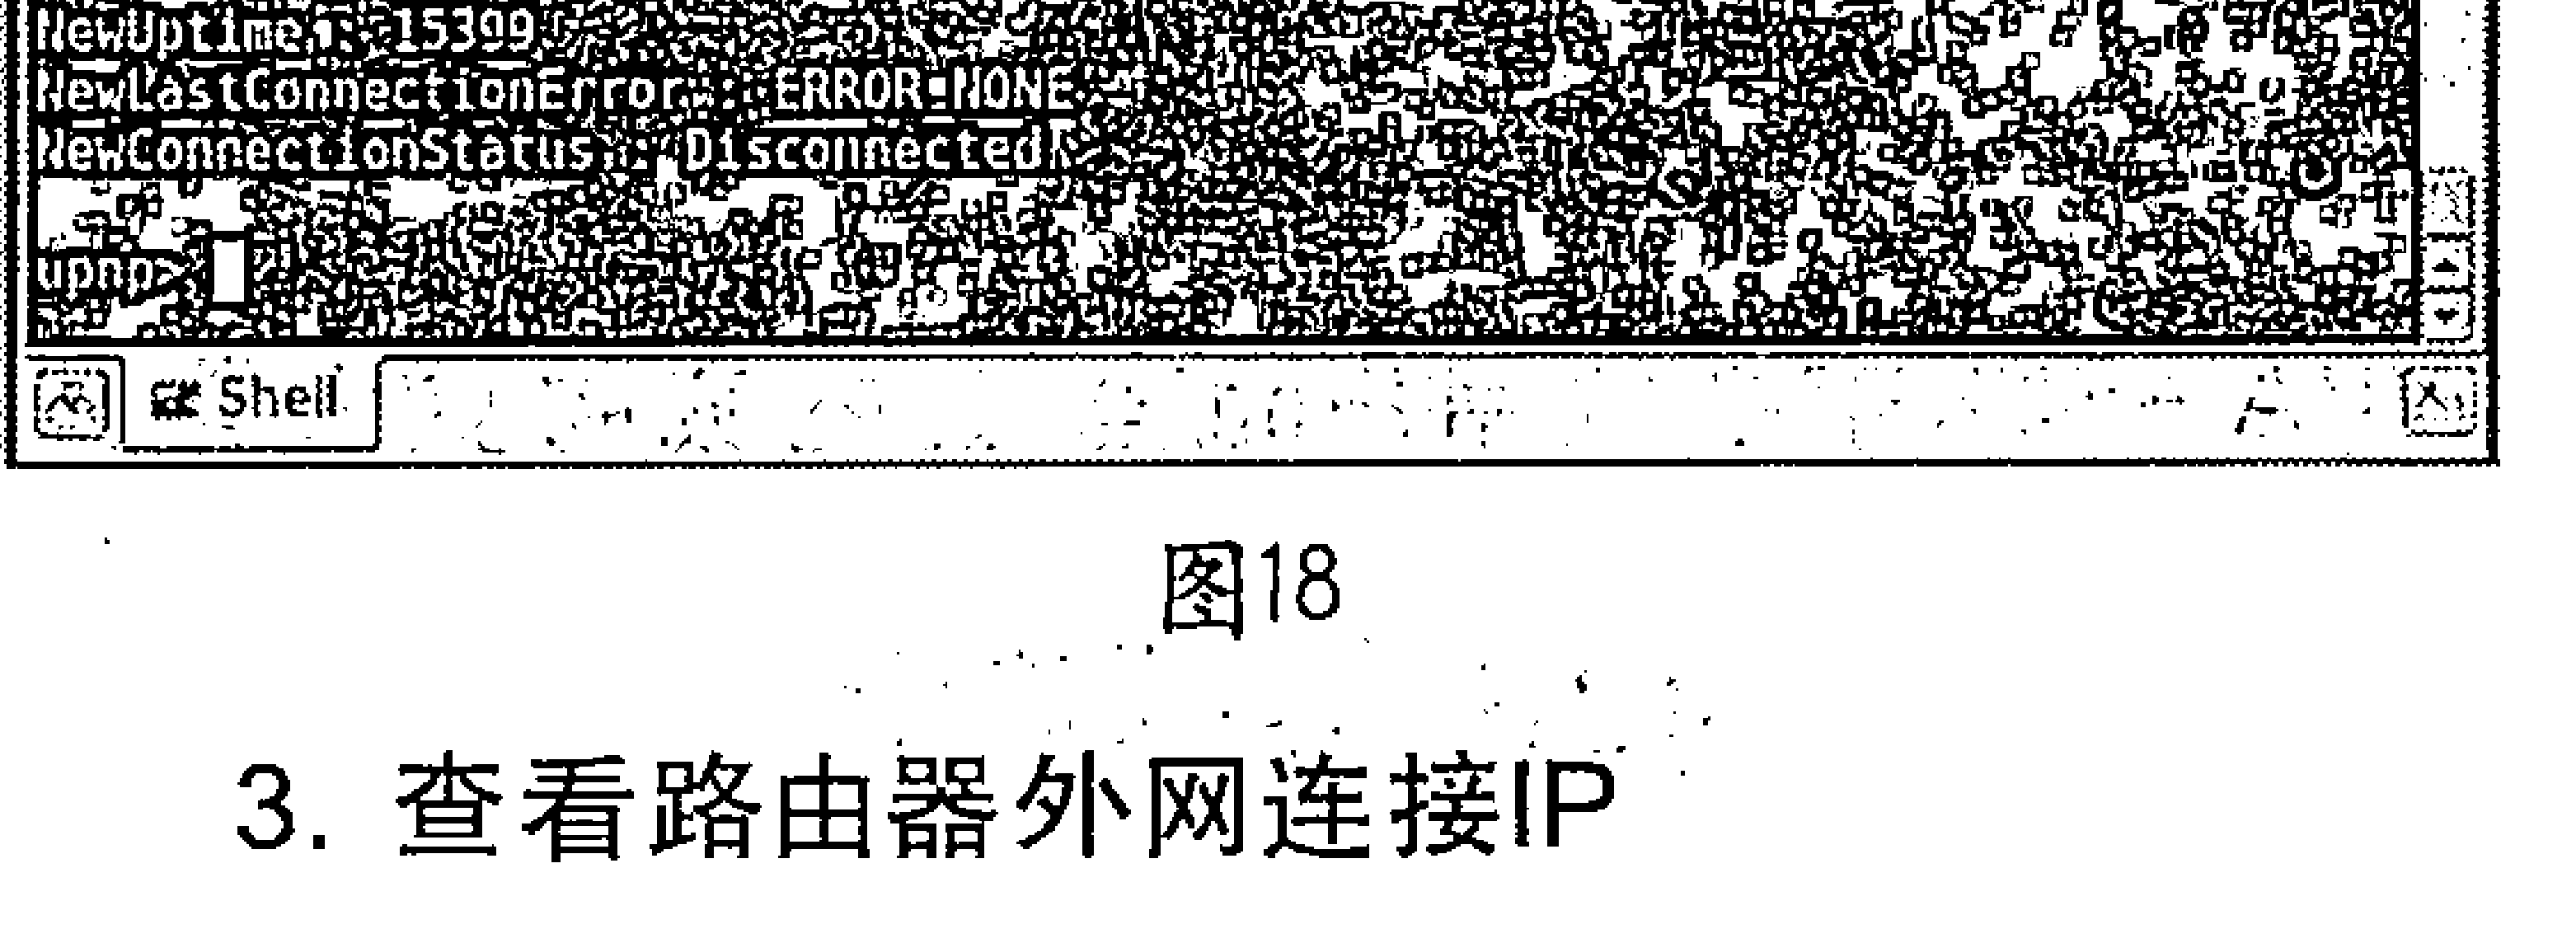 NewUptime : 15399
NewLastConnectionError : ERROR_NONE
NewConnectionStatus : Disconnected
upnp>
Shell
图18
3. 查看路由器外网连接IP